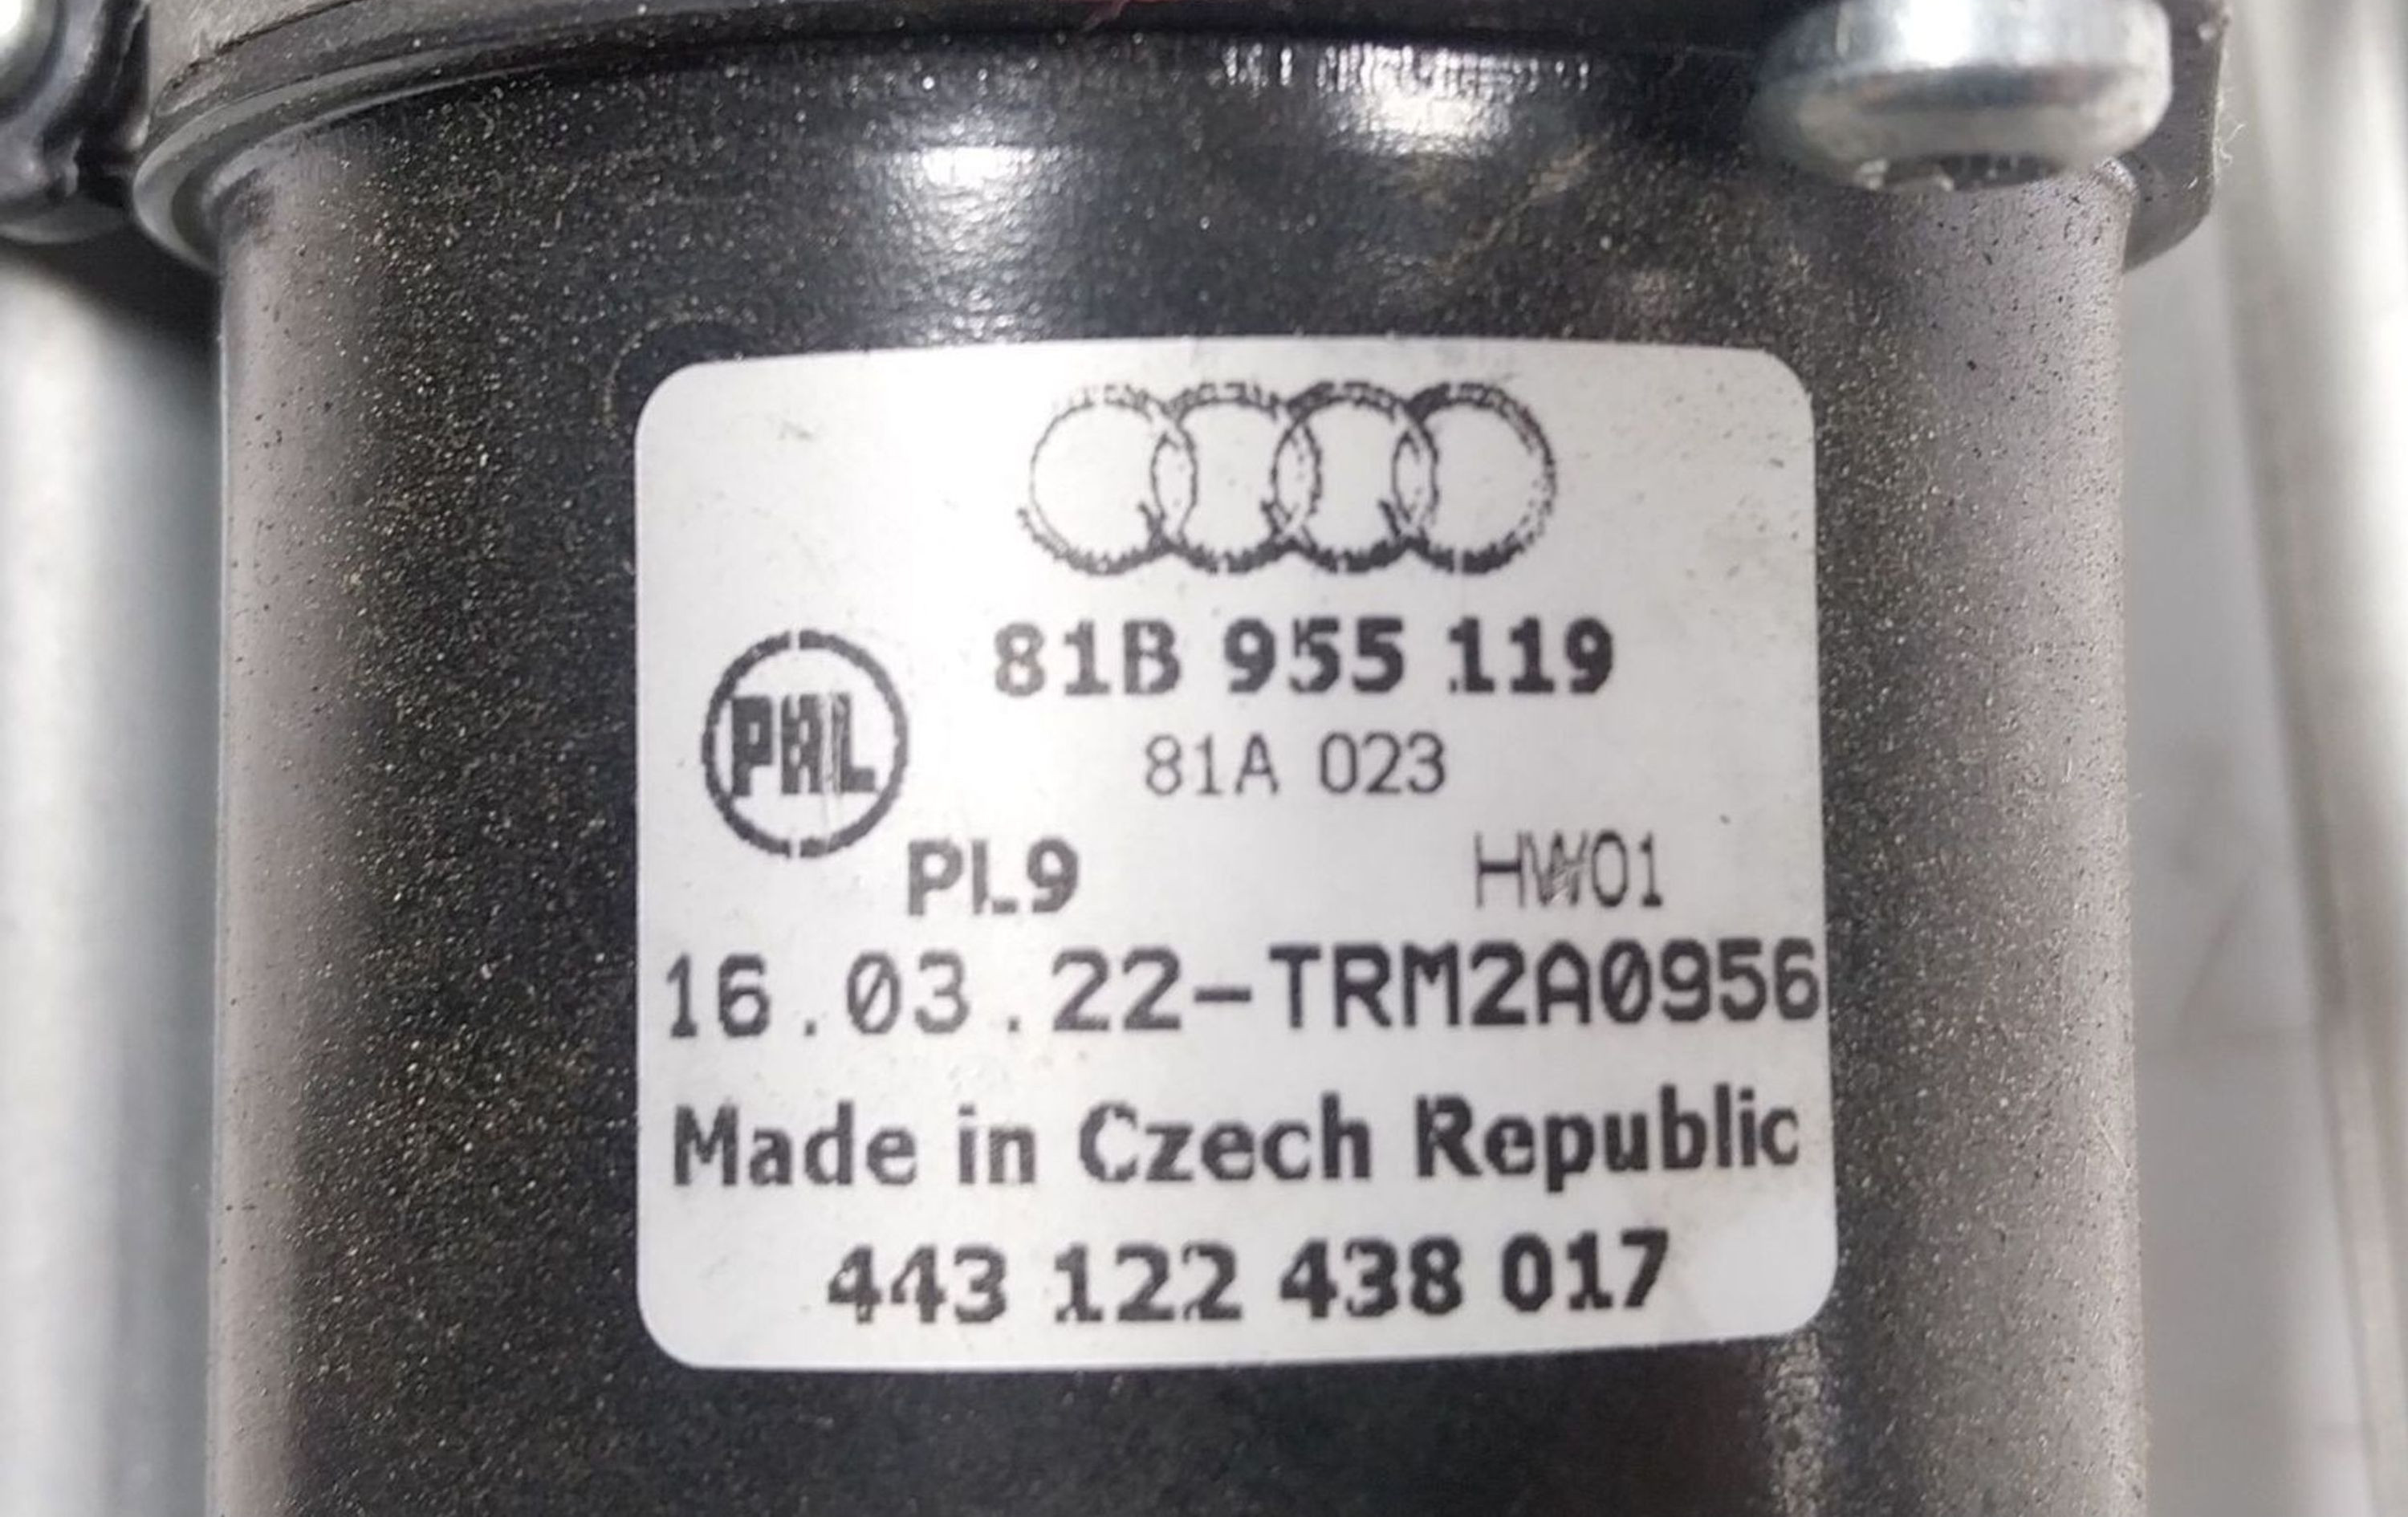 81B 955 119
PAL
81A 023
PL9 HW01
16.03.22-TRM2A0956
Made in Czech Republic
443 122 438 017